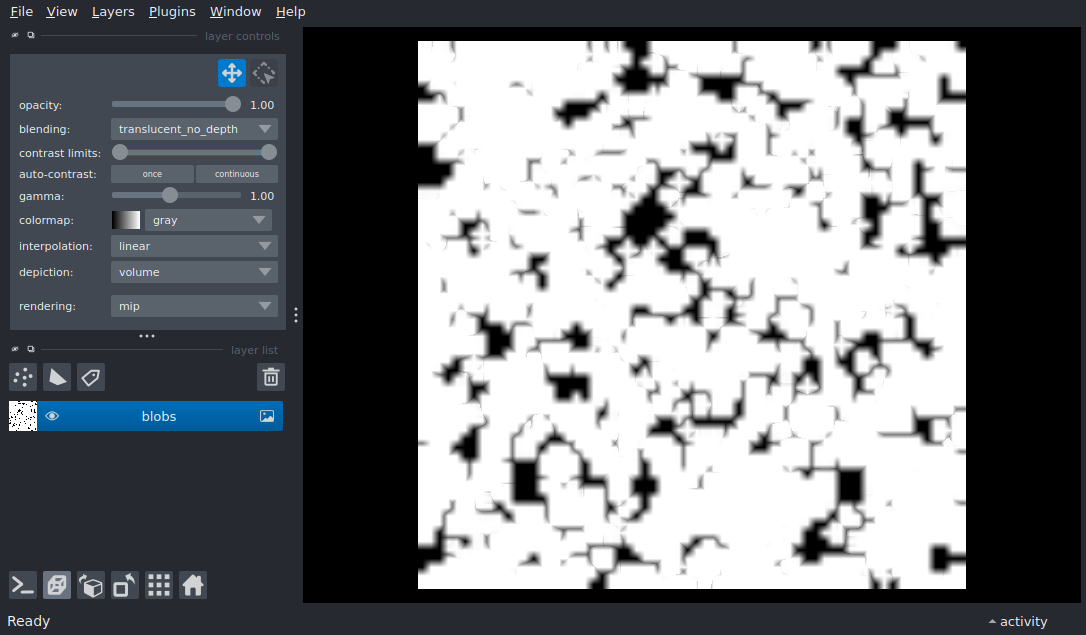 File View Layers Plugins Window Help
layer controls
opacity: 1.00
blending: translucent_no_depth
contrast limits:
auto-contrast: once continuous
gamma: 1.00
colormap: gray
interpolation: linear
depiction: volume
rendering: mip
layer list
blobs
Ready activity